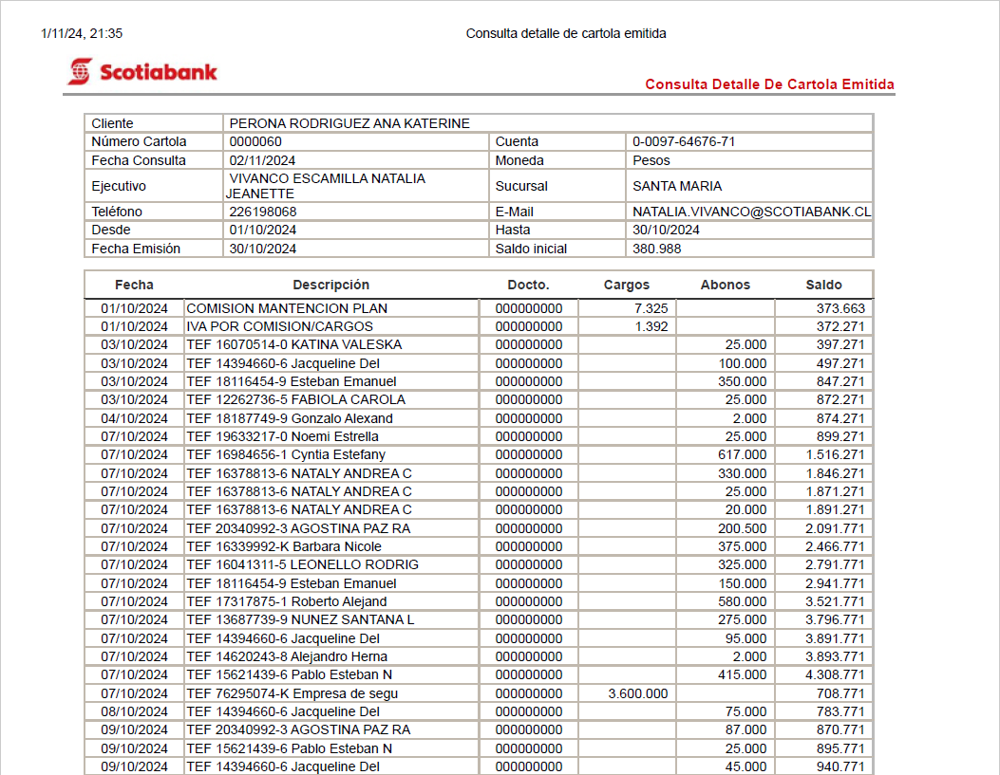 1/11/24, 21:35 Consulta detalle de cartola emitida
Scotiabank
Consulta Detalle De Cartola Emitida
Cliente PERONA RODRIGUEZ ANA KATERINE
Número Cartola 0000060 Cuenta 0-0097-64676-71
Fecha Consulta 02/11/2024 Moneda Pesos
Ejecutivo VIVANCO ESCAMILLA NATALIA JEANETTE Sucursal SANTA MARIA
Teléfono 226198068 E-Mail NATALIA.VIVANCO@SCOTIABANK.CL
Desde 01/10/2024 Hasta 30/10/2024
Fecha Emisión 30/10/2024 Saldo inicial 380.988
Fecha Descripción Docto. Cargos Abonos Saldo
01/10/2024 COMISION MANTENCION PLAN 000000000 7.325 373.663
01/10/2024 IVA POR COMISION/CARGOS 000000000 1.392 372.271
03/10/2024 TEF 16070514-0 KATINA VALESKA 000000000 25.000 397.271
03/10/2024 TEF 14394660-6 Jacqueline Del 000000000 100.000 497.271
03/10/2024 TEF 18116454-9 Esteban Emanuel 000000000 350.000 847.271
03/10/2024 TEF 12262736-5 FABIOLA CAROLA 000000000 25.000 872.271
04/10/2024 TEF 18187749-9 Gonzalo Alexand 000000000 2.000 874.271
07/10/2024 TEF 19633217-0 Noemi Estrella 000000000 25.000 899.271
07/10/2024 TEF 16984656-1 Cyntia Estefany 000000000 617.000 1.516.271
07/10/2024 TEF 16378813-6 NATALY ANDREA C 000000000 330.000 1.846.271
07/10/2024 TEF 16378813-6 NATALY ANDREA C 000000000 25.000 1.871.271
07/10/2024 TEF 16378813-6 NATALY ANDREA C 000000000 20.000 1.891.271
07/10/2024 TEF 20340992-3 AGOSTINA PAZ RA 000000000 200.500 2.091.771
07/10/2024 TEF 16339992-K Barbara Nicole 000000000 375.000 2.466.771
07/10/2024 TEF 16041311-5 LEONELLO RODRIG 000000000 325.000 2.791.771
07/10/2024 TEF 18116454-9 Esteban Emanuel 000000000 150.000 2.941.771
07/10/2024 TEF 17317875-1 Roberto Alejand 000000000 580.000 3.521.771
07/10/2024 TEF 13687739-9 NUNEZ SANTANA L 000000000 275.000 3.796.771
07/10/2024 TEF 14394660-6 Jacqueline Del 000000000 95.000 3.891.771
07/10/2024 TEF 14620243-8 Alejandro Herna 000000000 2.000 3.893.771
07/10/2024 TEF 15621439-6 Pablo Esteban N 000000000 415.000 4.308.771
07/10/2024 TEF 76295074-K Empresa de segu 000000000 3.600.000 708.771
08/10/2024 TEF 14394660-6 Jacqueline Del 000000000 75.000 783.771
09/10/2024 TEF 20340992-3 AGOSTINA PAZ RA 000000000 87.000 870.771
09/10/2024 TEF 15621439-6 Pablo Esteban N 000000000 25.000 895.771
09/10/2024 TEF 14394660-6 Jacqueline Del 000000000 45.000 940.771